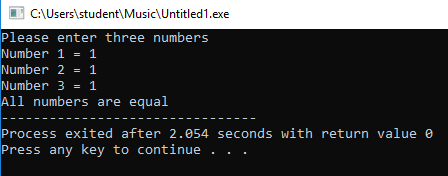 C:\Users\student\Music\Untitled1.exe
Please enter three numbers
Number 1 = 1
Number 2 = 1
Number 3 = 1
All numbers are equal
--------------------------------
Process exited after 2.054 seconds with return value 0
Press any key to continue . . .